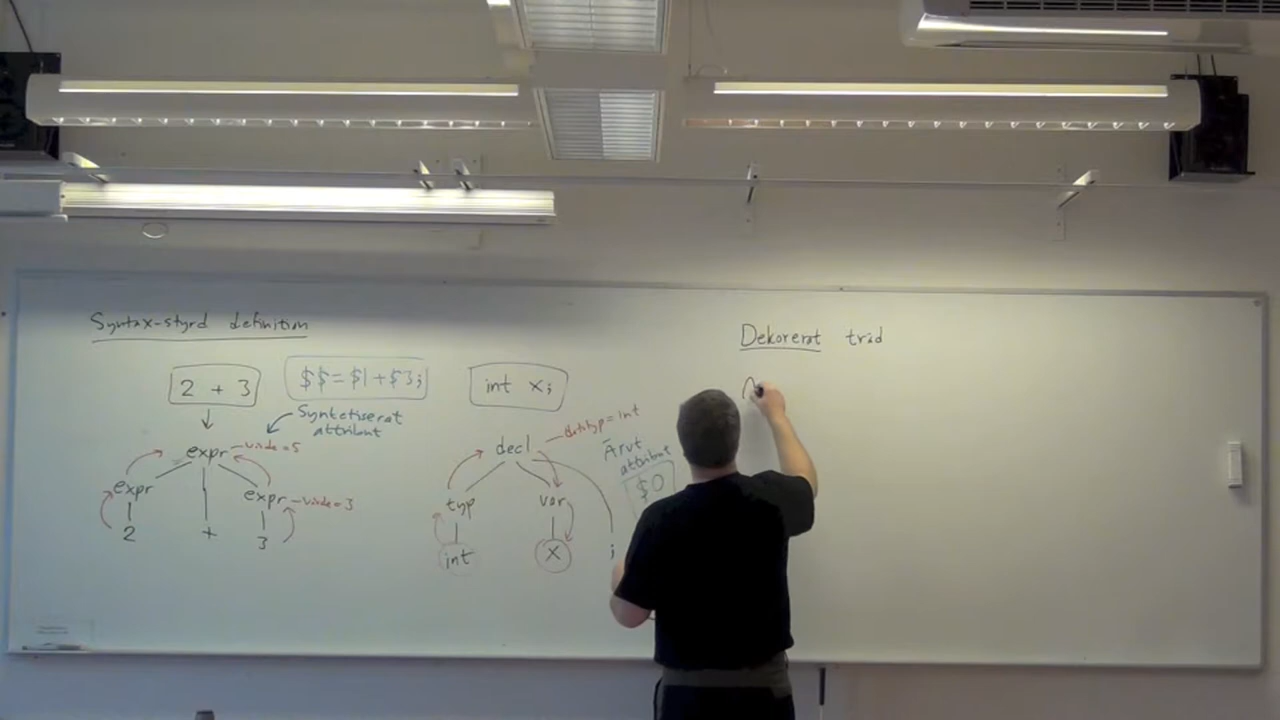 Syntax-styrd definition
2 + 3
$$=$1+$3;
Syntetiserat
attribut
expr
värde=5
expr
expr
värde=3
2
+
3
int x;
decl
datatyp=int
typ
var
int
X
;
Ärvt
attribut
$0
Dekorerat träd